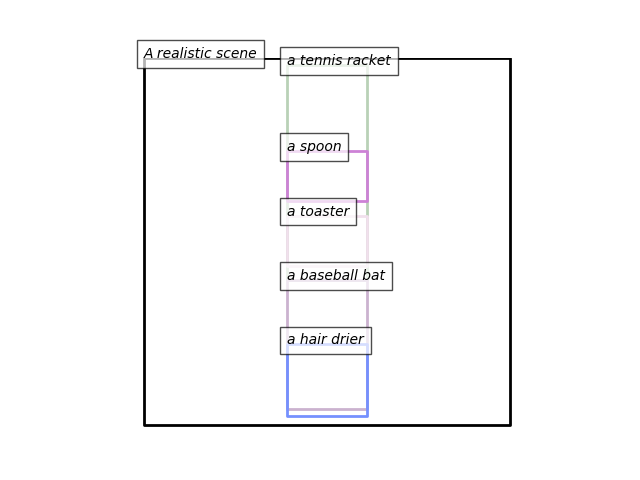 A realistic scene
a tennis racket
a spoon
a toaster
a baseball bat
a hair drier